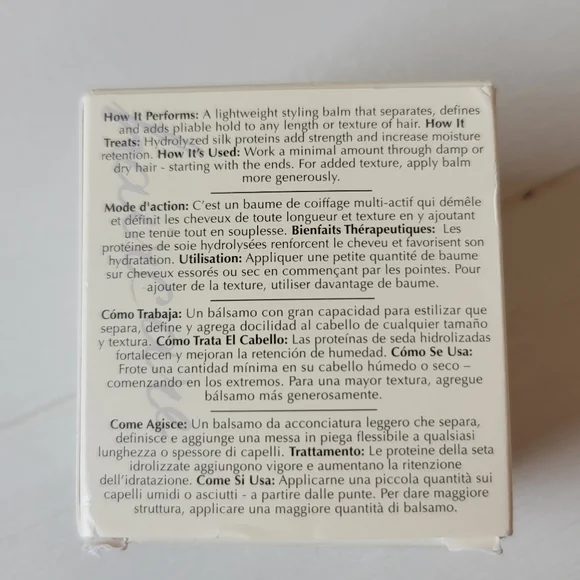 How It Performs: A lightweight styling balm that separates, defines
and adds pliable hold to any length or texture of hair. How It
Treats: Hydrolyzed silk proteins add strength and increase moisture
retention. How It's Used: Work a minimal amount through damp or
dry hair - starting with the ends. For added texture, apply balm
more generously.
Mode d'action: C'est un baume de coiffage multi-actif qui démêle
et définit les cheveux de toute longueur et texture en y ajoutant
une tenue tout en souplesse. Bienfaits Thérapeutiques: Les
protéines de soie hydrolysées renforcent le cheveu et favorisent son
hydratation. Utilisation: Appliquer une petite quantité de baume
sur cheveux essorés ou sec en commençant par les pointes. Pour
ajouter de la texture, utiliser davantage de baume.
Cómo Trabaja: Un bálsamo con gran capacidad para estilizar que
separa, define y agrega docilidad al cabello de cualquier tamaño
y textura. Cómo Trata El Cabello: Las proteínas de seda hidrolizadas
fortalecen y mejoran la retención de humedad. Cómo Se Usa:
Frote una cantidad mínima en su cabello húmedo o seco –
comenzando en los extremos. Para una mayor textura, agregue
bálsamo más generosamente.
Come Agisce: Un balsamo da acconciatura leggero che separa,
definisce e aggiunge una messa in piega flessibile a qualsiasi
lunghezza o spessore di capelli. Trattamento: Le proteine della seta
idrolizzate aggiungono vigore e aumentano la ritenzione
dell'idratazione. Come Si Usa: Applicarne una piccola quantità sui
capelli umidi o asciutti - a partire dalle punte. Per dare maggiore
struttura, applicare una maggiore quantità di balsamo.